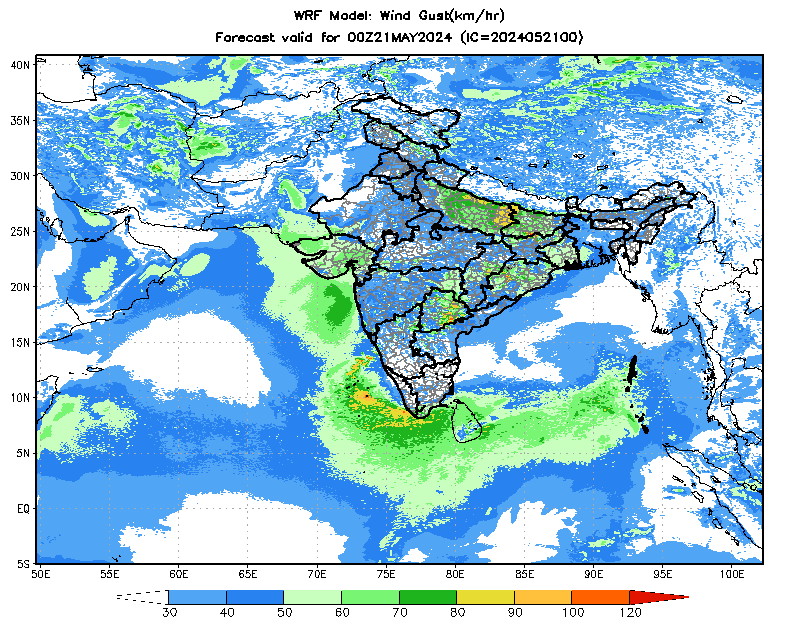 WRF Model: Wind Gust(km/hr)
Forecast valid for 00Z21MAY2024 (IC=2024052100)
40N
35N
30N
25N
20N
15N
10N
5N
EQ
5S
50E 55E 60E 65E 70E 75E 80E 85E 90E 95E 100E
30 40 50 60 70 80 90 100 120